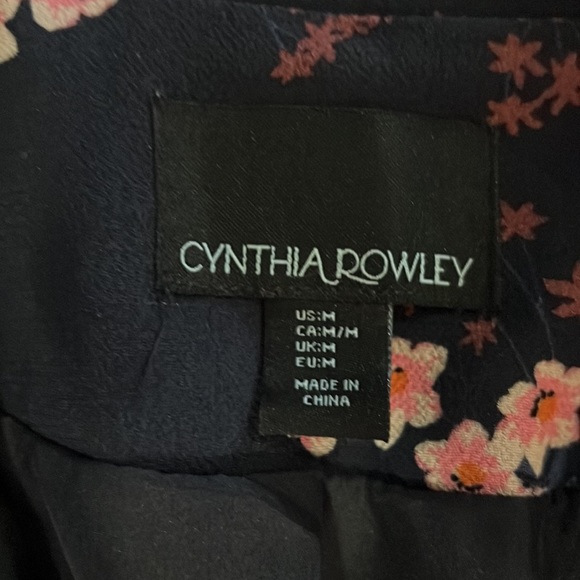 CYNTHIA ROWLEY
US:M
CA:M/M
UK:M
EU:M
MADE IN
CHINA